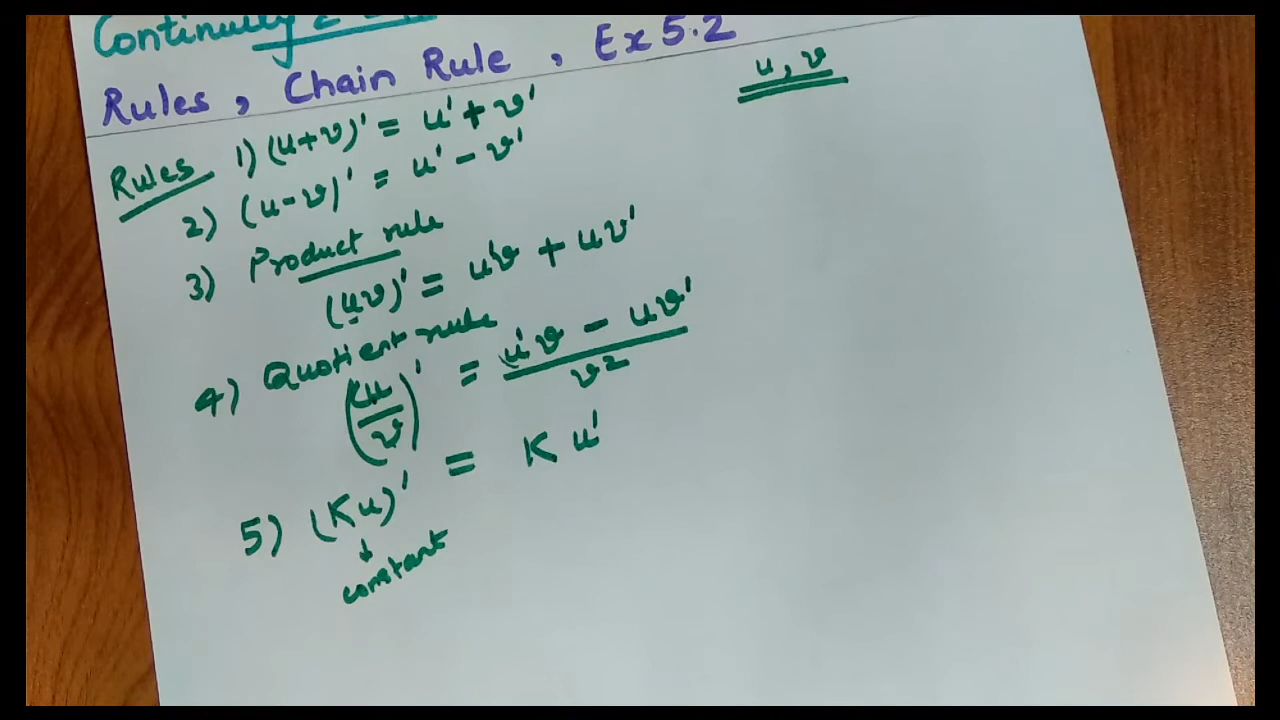 Continuity &
Rules, Chain Rule, Ex 5.2
u, v
Rules 1) (u+v)' = u' + v'
2) (u-v)' = u' - v'
3) Product rule
(uv)' = u'v + uv'
4) Quotient rule
(u/v)' = u'v - uv' / v²
5) (Ku)' = K u'
constant